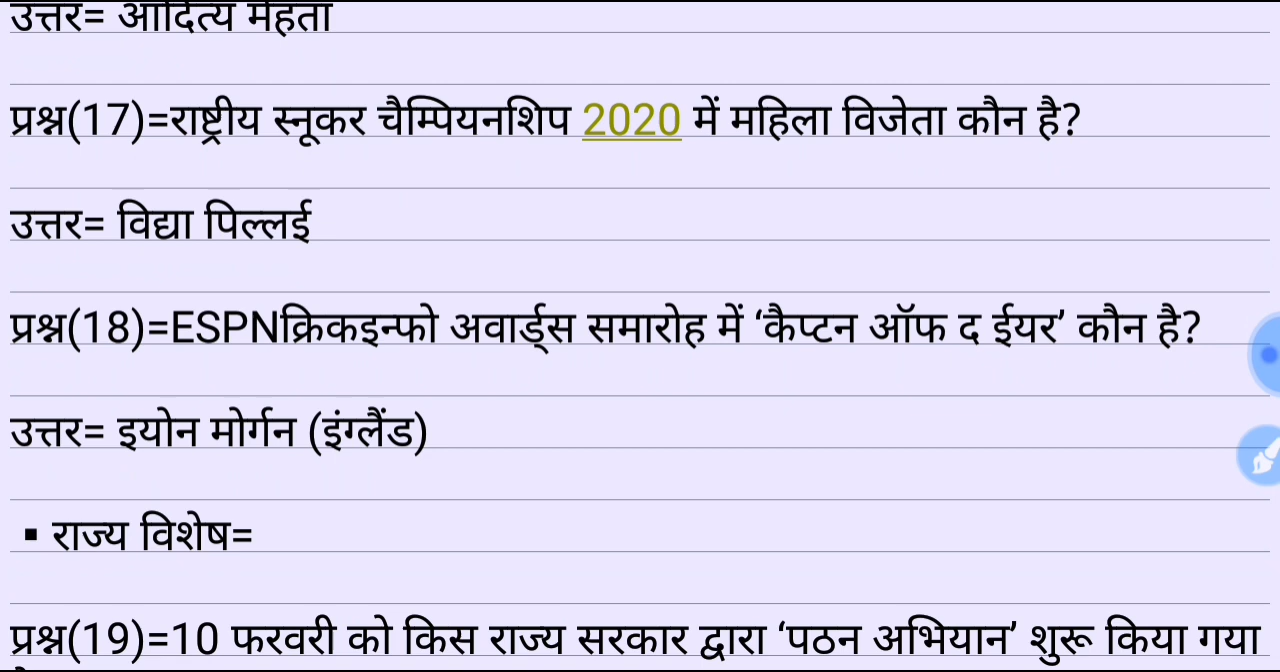 उत्तर= आदित्य मेहता
प्रश्न(17)=राष्ट्रीय स्नूकर चैम्पियनशिप 2020 में महिला विजेता कौन है?
उत्तर= विद्या पिल्लई
प्रश्न(18)=ESPNक्रिकइन्फो अवार्ड्स समारोह में ‘कैप्टन ऑफ द ईयर’ कौन है?
उत्तर= इयोन मोर्गन (इंग्लैंड)
▪ राज्य विशेष=
प्रश्न(19)=10 फरवरी को किस राज्य सरकार द्वारा ‘पठन अभियान’ शुरू किया गया